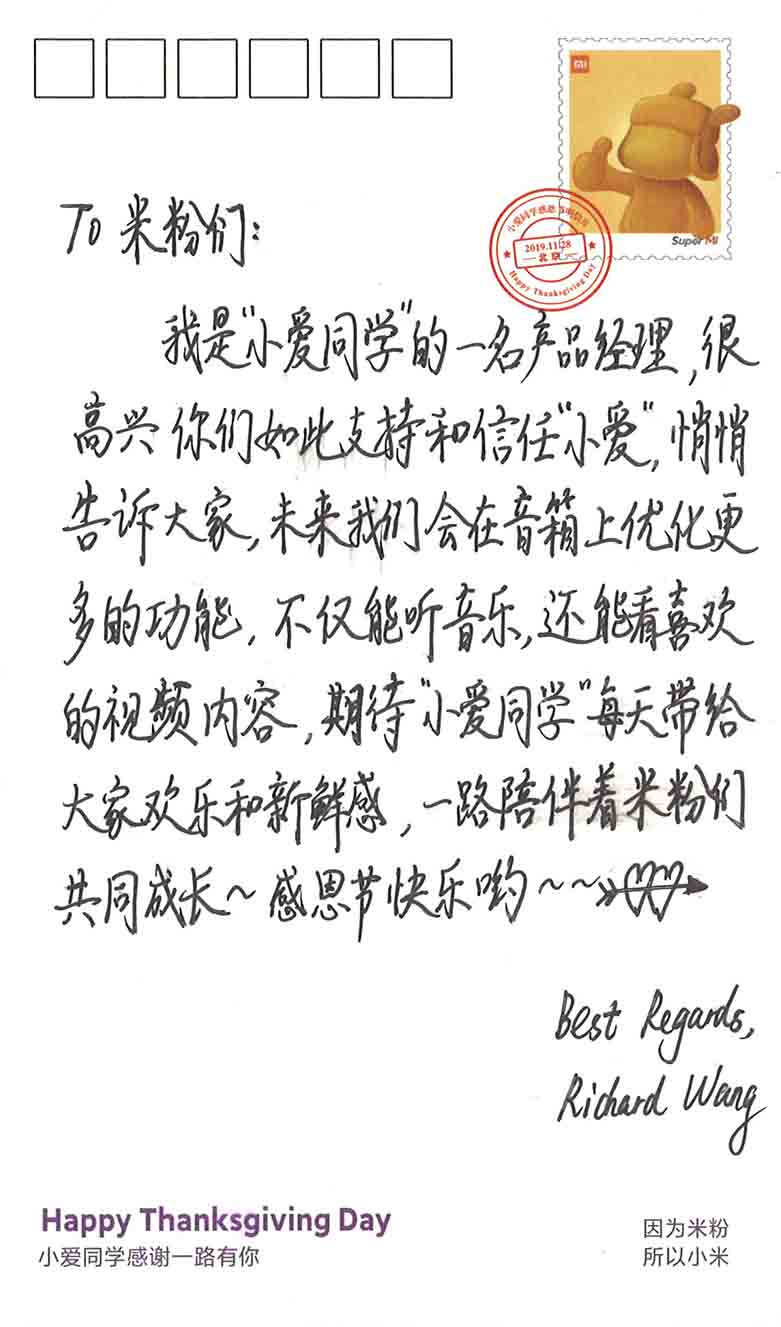 MI
Super MI
小爱同学感恩节明信片
2019.11.28
北京
Happy Thanksgiving Day
To 米粉们:
我是"小爱同学"的一名产品经理,很
高兴你们如此支持和信任"小爱",悄悄
告诉大家,未来我们会在音箱上优化更
多的功能,不仅能听音乐,还能看喜欢
的视频内容,期待"小爱同学"每天带给
大家欢乐和新鲜感,一路陪伴着米粉们
共同成长~感恩节快乐哟~~
Best Regards,
Richard Wang
Happy Thanksgiving Day
小爱同学感谢一路有你
因为米粉
所以小米